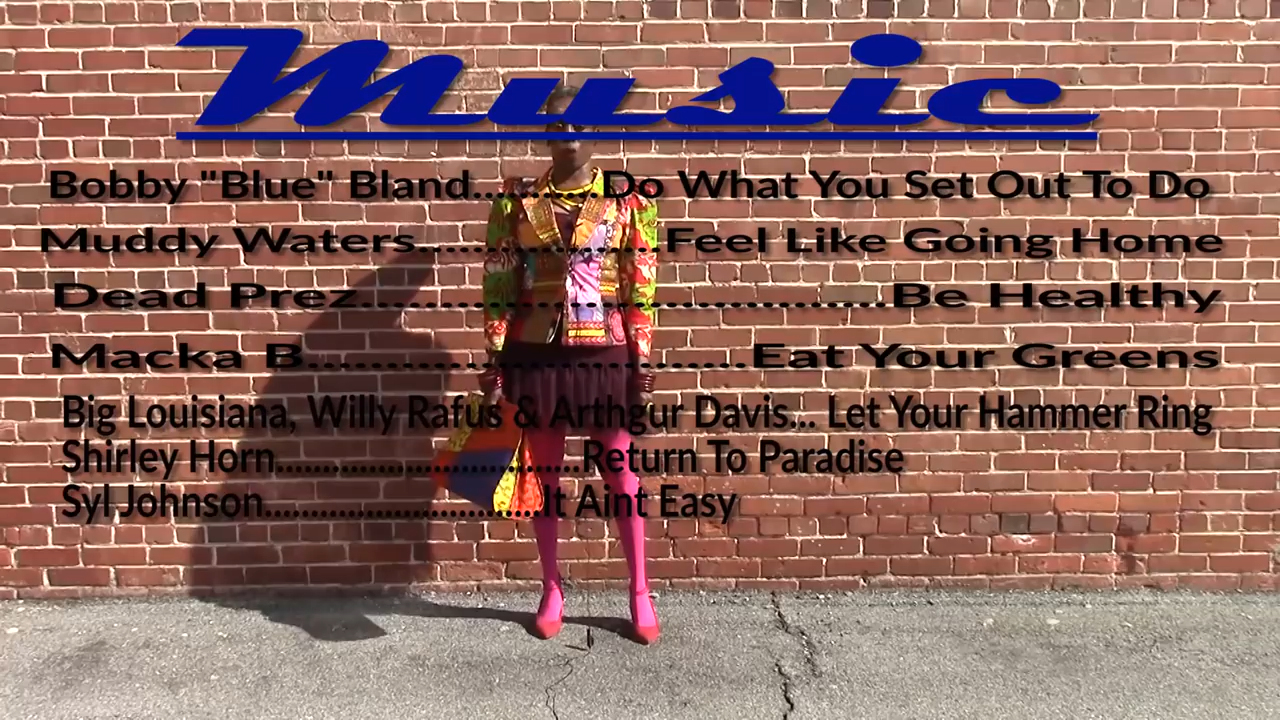 Music
Bobby "Blue" Bland..........Do What You Set Out To Do
Muddy Waters..................Feel Like Going Home
Dead Prez.......................................Be Healthy
Macka B..................................Eat Your Greens
Big Louisiana, Willy Rafus & Arthgur Davis... Let Your Hammer Ring
Shirley Horn.................................Return To Paradise
Syl Johnson..............................It Aint Easy